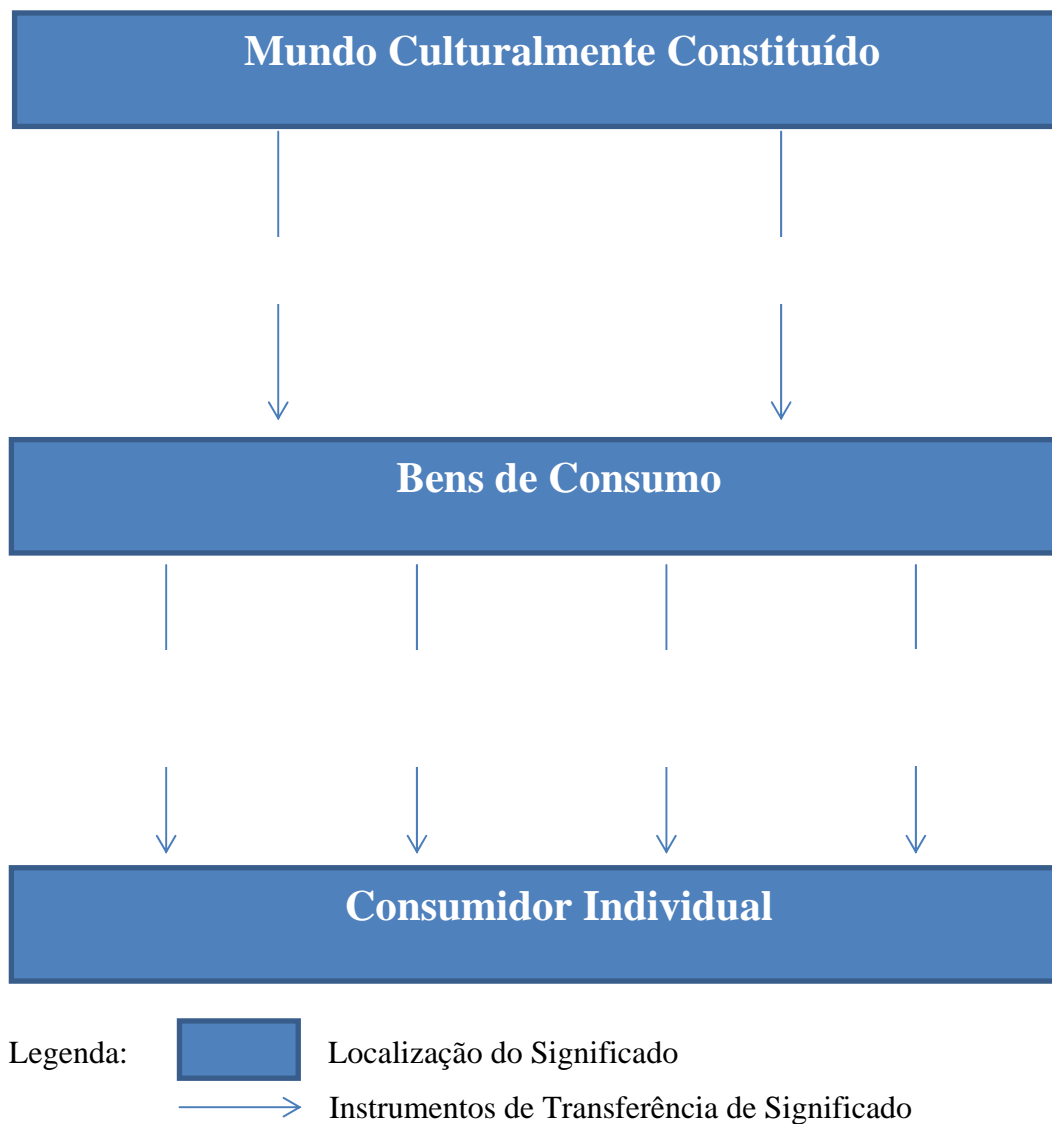 Mundo Culturalmente Constituído
Bens de Consumo
Consumidor Individual
Legenda:
Localização do Significado
Instrumentos de Transferência de Significado